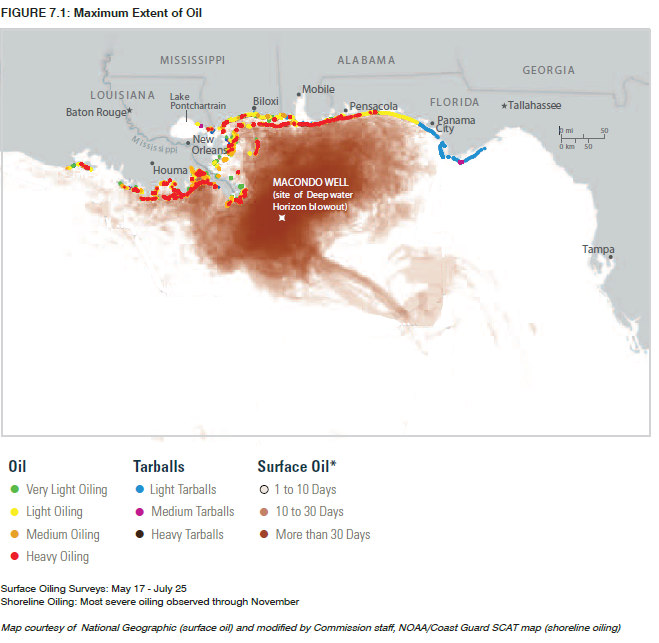 FIGURE 7.1: Maximum Extent of Oil
MISSISSIPPI
ALABAMA
GEORGIA
LOUISIANA
Lake
Pontchartrain
Baton Rouge
Biloxi
Mobile
Pensacola
FLORIDA
Tallahassee
Panama
City
0 mi 50
0 km 50
Mississippi
New
Orleans
Houma
MACONDO WELL
(site of Deepwater
Horizon blowout)
Tampa
Oil
Very Light Oiling
Light Oiling
Medium Oiling
Heavy Oiling
Tarballs
Light Tarballs
Medium Tarballs
Heavy Tarballs
Surface Oil*
1 to 10 Days
10 to 30 Days
More than 30 Days
Surface Oiling Surveys: May 17 - July 25
Shoreline Oiling: Most severe oiling observed through November
Map courtesy of National Geographic (surface oil) and modified by Commission staff, NOAA/Coast Guard SCAT map (shoreline oiling)